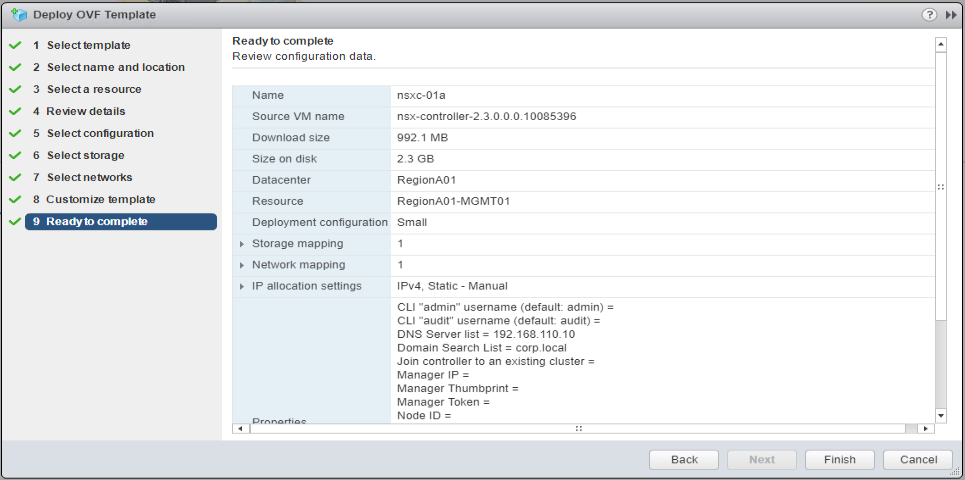 Deploy OVF Template
?
1 Select template
2 Select name and location
3 Select a resource
4 Review details
5 Select configuration
6 Select storage
7 Select networks
8 Customize template
9 Ready to complete
Ready to complete
Review configuration data.
Name nsxc-01a
Source VM name nsx-controller-2.3.0.0.0.10085396
Download size 992.1 MB
Size on disk 2.3 GB
Datacenter RegionA01
Resource RegionA01-MGMT01
Deployment configuration Small
Storage mapping 1
Network mapping 1
IP allocation settings IPv4, Static - Manual
CLI "admin" username (default: admin) =
CLI "audit" username (default: audit) =
DNS Server list = 192.168.110.10
Domain Search List = corp.local
Join controller to an existing cluster =
Manager IP =
Manager Thumbprint =
Manager Token =
Node ID =
Properties
Back Next Finish Cancel